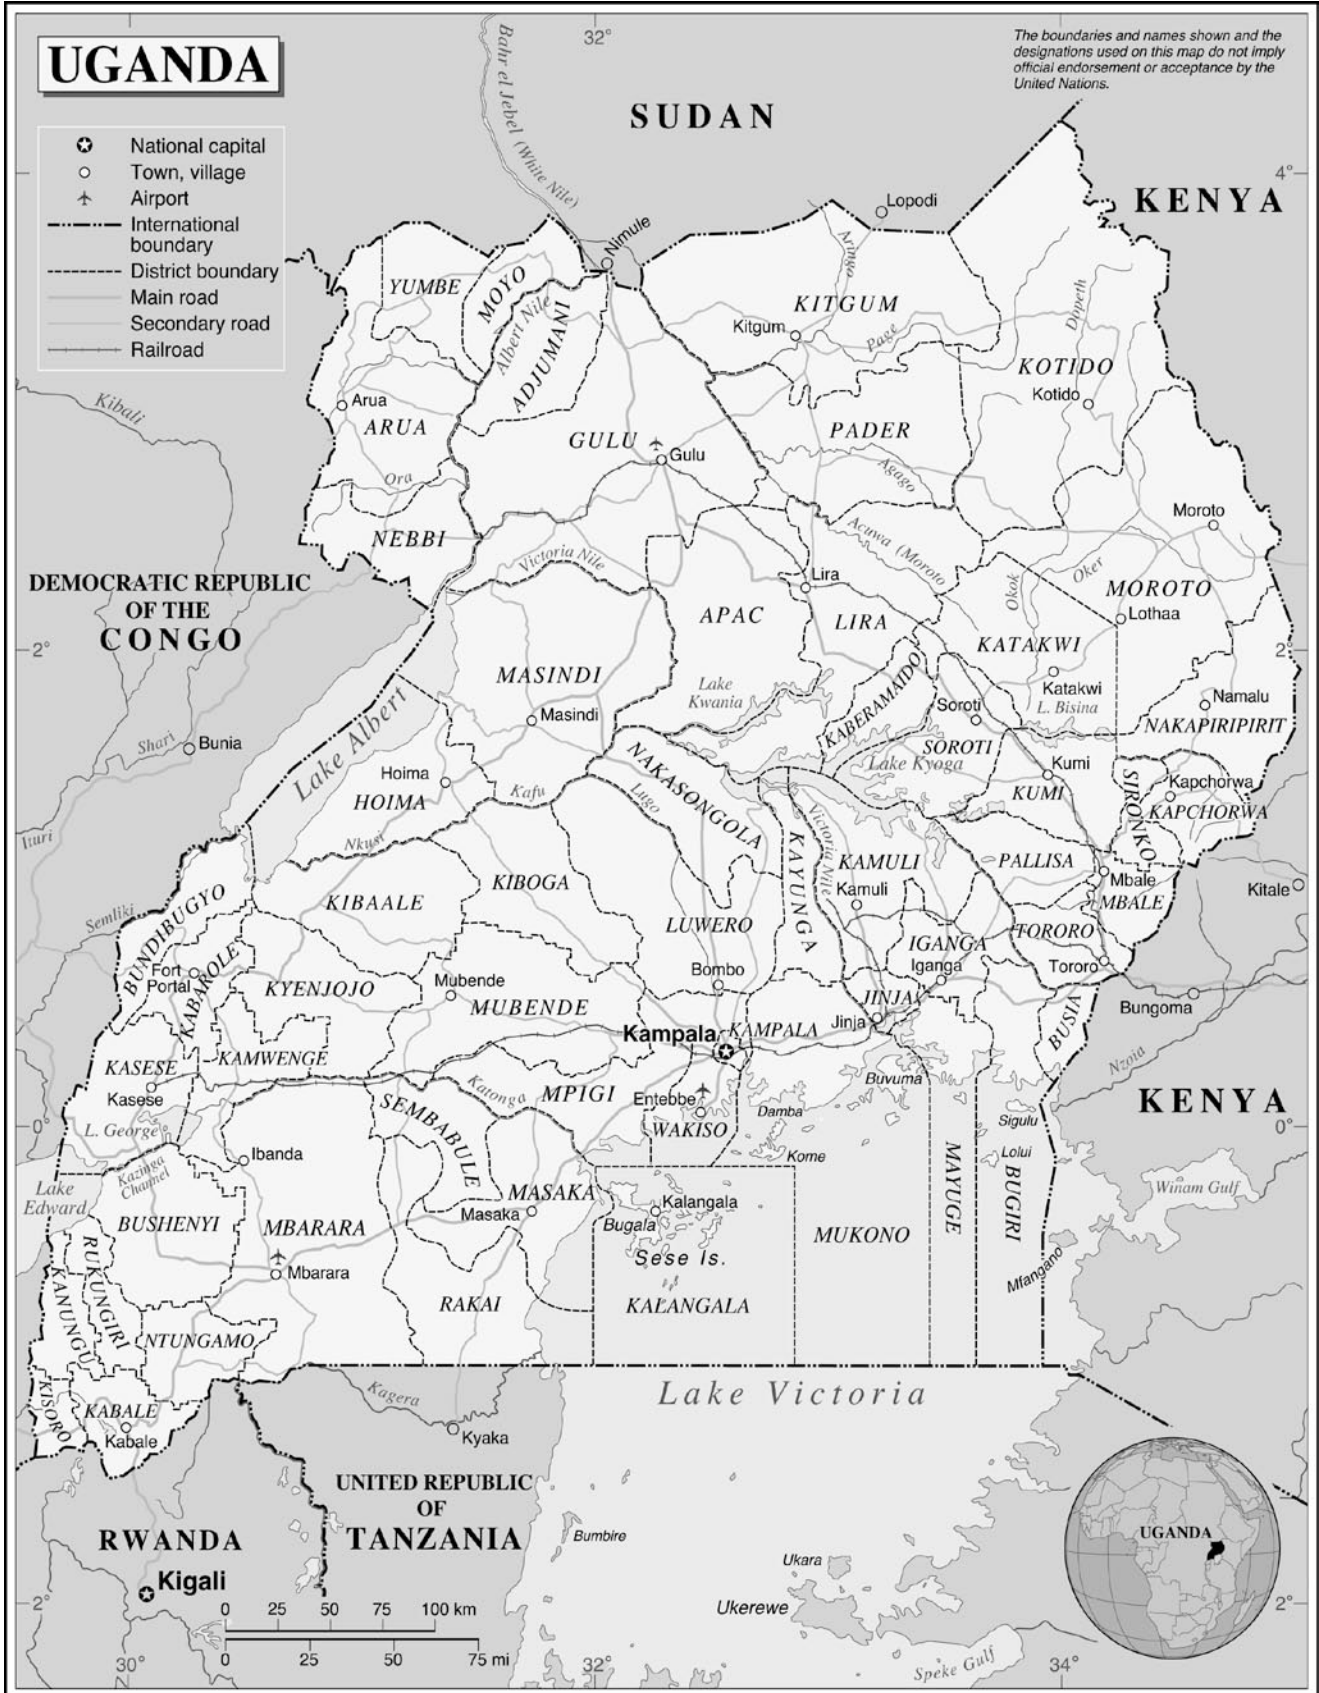 UGANDA
The boundaries and names shown and the
designations used on this map do not imply
official endorsement or acceptance by the
United Nations.
National capital
Town, village
Airport
International
boundary
District boundary
Main road
Secondary road
Railroad
32°
Bahr el Jebel (White Nile)
SUDAN
4°
KENYA
Lopodi
Nimule
Aringo
YUMBE
MOYO
Albert Nile
ADJUMANI
KITGUM
Kitgum
Page
Dopeth
KOTIDO
Kotido
Kibali
Arua
ARUA
GULU
Gulu
PADER
Agago
Ora
NEBBI
Moroto
Acuwa (Moroto
Victoria Nile
DEMOCRATIC REPUBLIC
OF THE
CONGO
Lira
APAC
LIRA
Okok
Oker
MOROTO
Lothaa
2°
2°
KATAKWI
Katakwi
L. Bisina
MASINDI
Masindi
Lake
Kwania
KABERAMAIDO
Soroti
SOROTI
Namalu
NAKAPIRIPIRIT
Shari
Bunia
Lake Albert
Hoima
HOIMA
Kafu
Lugo
NAKASONGOLA
Lake Kyoga
Kumi
KUMI
SIRONKO
Kapchorwa
KAPCHORWA
Ituri
Nkusi
Victoria Nile
KAYUNGA
KAMULI
Kamuli
PALLISA
Mbale
MBALE
Kitale
Semliki
BUNDIBUGYO
KIBAALE
KIBOGA
LUWERO
IGANGA
Iganga
TORORO
Tororo
Fort
Portal
KABAROLE
KYENJOJO
Mubende
MUBENDE
Bombo
JINJA
Jinja
BUSIA
Bungoma
Kampala
KAMPALA
KASESE
Kasese
KAMWENGE
Katonga
MPIGI
Entebbe
WAKISO
Buvuma
Damba
Kome
Nzoia
KENYA
0°
0°
L. George
SEMBABULE
Sigulu
Lolui
Kazinga
Channel
Ibanda
Lake
Edward
BUSHENYI
MBARARA
Mbarara
MASAKA
Masaka
Kalangala
Bugala
Sese Is.
KALANGALA
MUKONO
MAYUGE
BUGIRI
Winam Gulf
Mfangano
RUKUNGIRI
KANUNGU
NTUNGAMO
RAKAI
KISORO
KABALE
Kabale
Kagera
Kyaka
Lake Victoria
UNITED REPUBLIC
OF
TANZANIA
RWANDA
Kigali
Bumbire
Ukara
Ukerewe
Speke Gulf
UGANDA
2°
2°
0 25 50 75 100 km
0 25 50 75 mi
30°
32°
34°